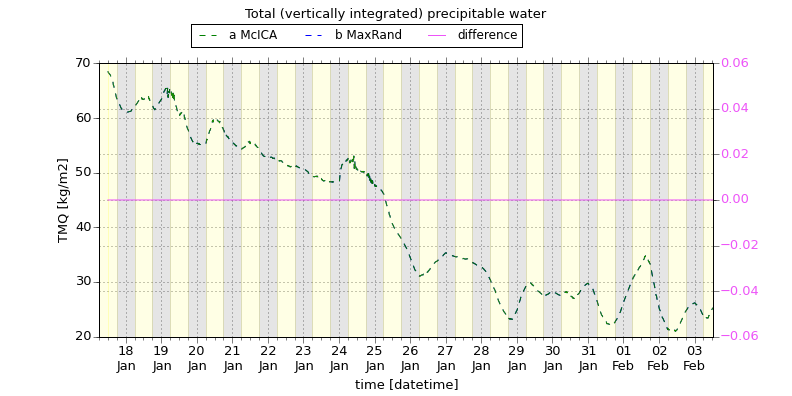 Total (vertically integrated) precipitable water
a McICA b MaxRand difference
70 0.06
60 0.04
50 0.02
40 0.00
−0.02
30 −0.04
20 −0.06
TMQ [kg/m2]
18 19 20 21 22 23 24 25 26 27 28 29 30 31 01 02 03
Jan Jan Jan Jan Jan Jan Jan Jan Jan Jan Jan Jan Jan Jan Feb Feb Feb
time [datetime]